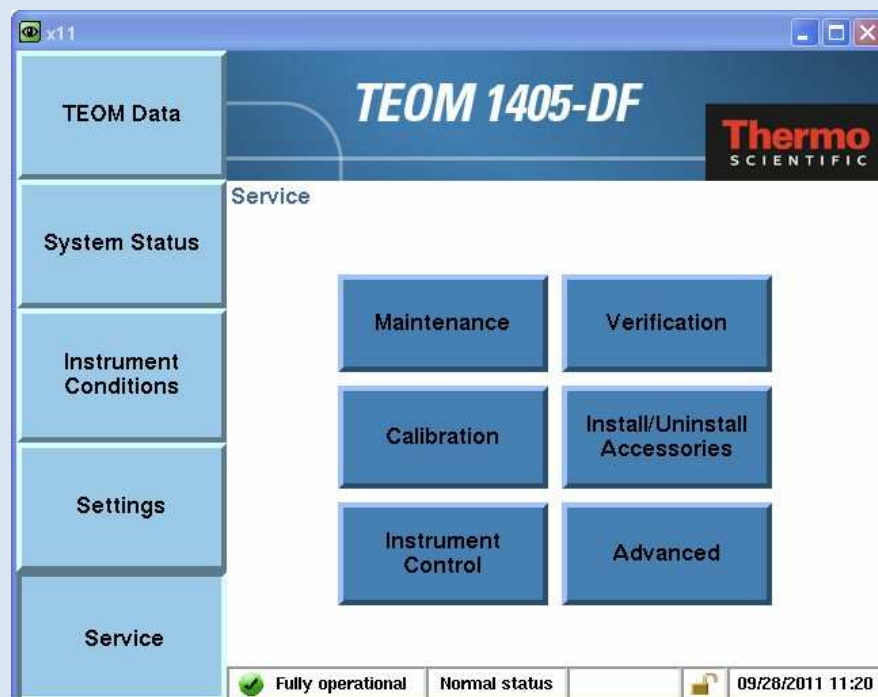 x11
TEOM Data
System Status
Instrument
Conditions
Settings
Service
TEOM 1405-DF
Thermo
SCIENTIFIC
Service
Maintenance
Verification
Calibration
Install/Uninstall
Accessories
Instrument
Control
Advanced
Fully operational
Normal status
09/28/2011 11:20